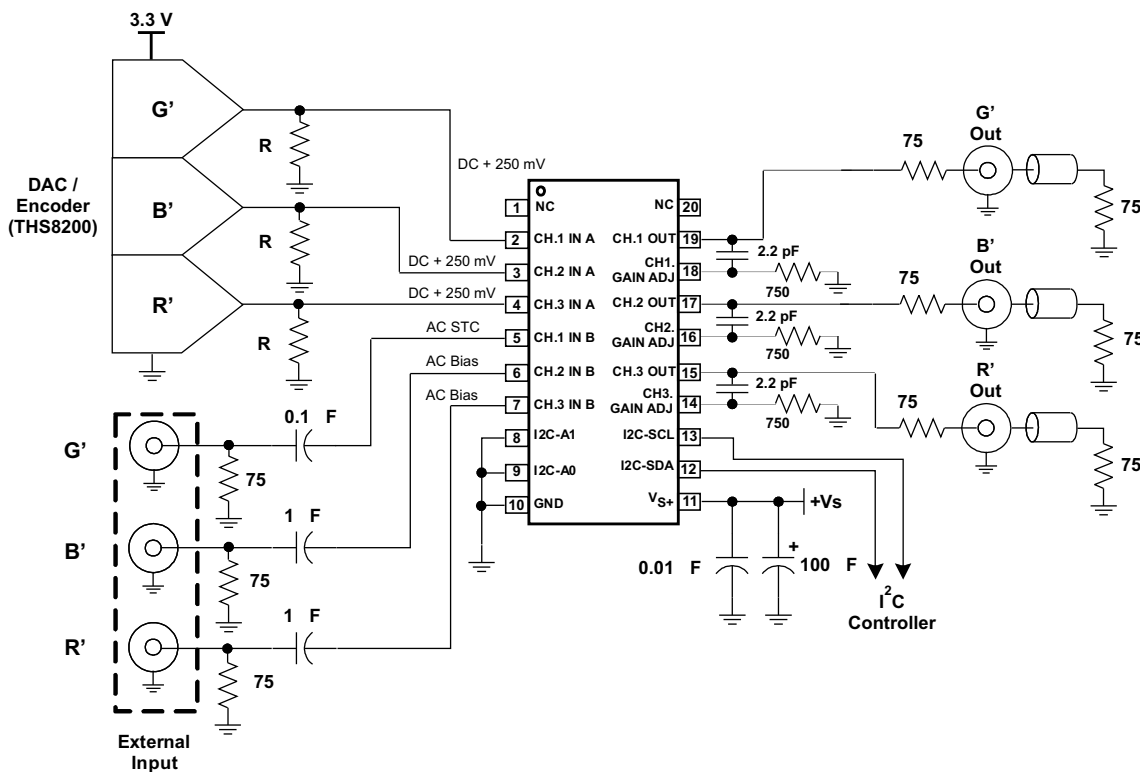 3.3 V
G'
B'
R'
DAC /
Encoder
(THS8200)
R
R
R
DC + 250 mV
DC + 250 mV
DC + 250 mV
AC STC
AC Bias
AC Bias
G'
B'
R'
0.1 F
1 F
1 F
75
75
75
External
Input
1 NC
2 CH.1 IN A
3 CH.2 IN A
4 CH.3 IN A
5 CH.1 IN B
6 CH.2 IN B
7 CH.3 IN B
8 I2C-A1
9 I2C-A0
10 GND
NC 20
CH.1 OUT 19
CH1.
GAIN ADJ 18
CH.2 OUT 17
CH2.
GAIN ADJ 16
CH.3 OUT 15
CH3.
GAIN ADJ 14
I2C-SCL 13
I2C-SDA 12
VS+ 11
2.2 pF
750
2.2 pF
750
2.2 pF
750
75
G'
Out
75
75
B'
Out
75
75
R'
Out
75
+Vs
0.01 F
+
100 F
I2C
Controller